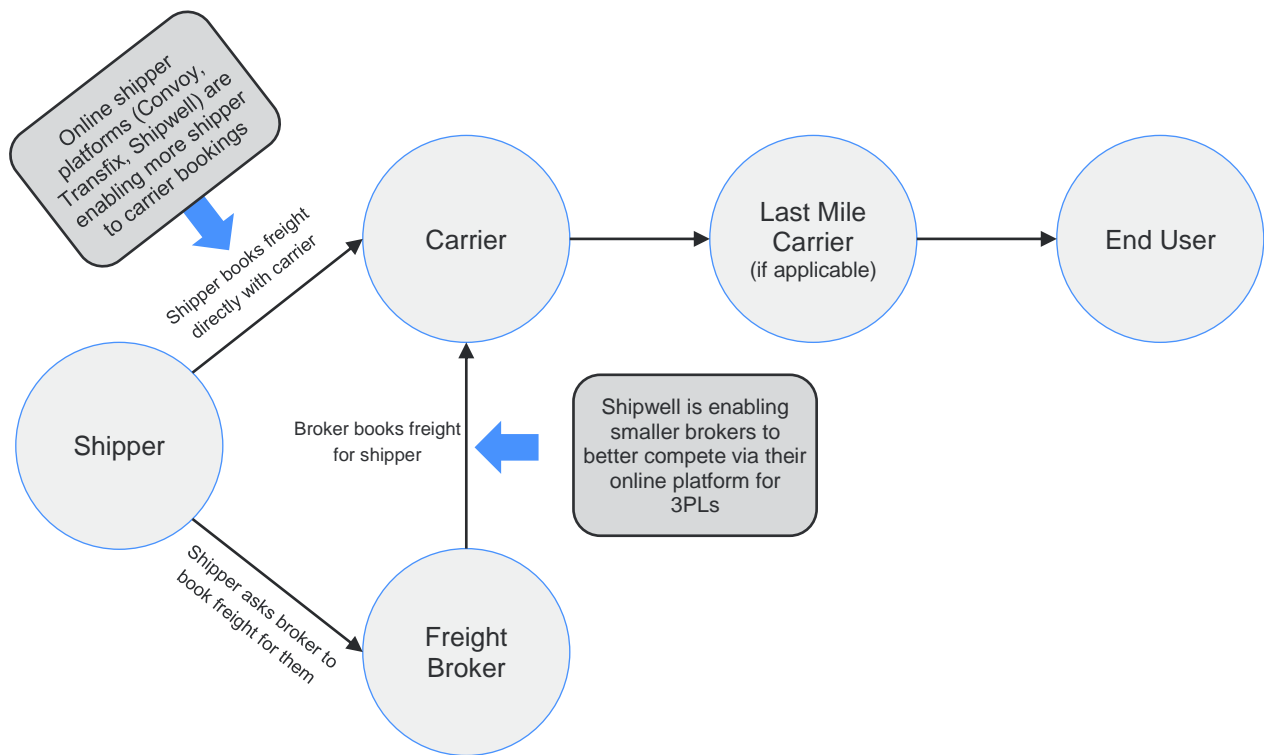 Online shipper
platforms (Convoy,
Transfix, Shipwell) are
enabling more shipper
to carrier bookings
Shipper books freight
directly with carrier
Carrier
Last Mile
Carrier
(if applicable)
End User
Shipper
Broker books freight
for shipper
Shipwell is enabling
smaller brokers to
better compete via their
online platform for
3PLs
Shipper asks broker to
book freight for them
Freight
Broker